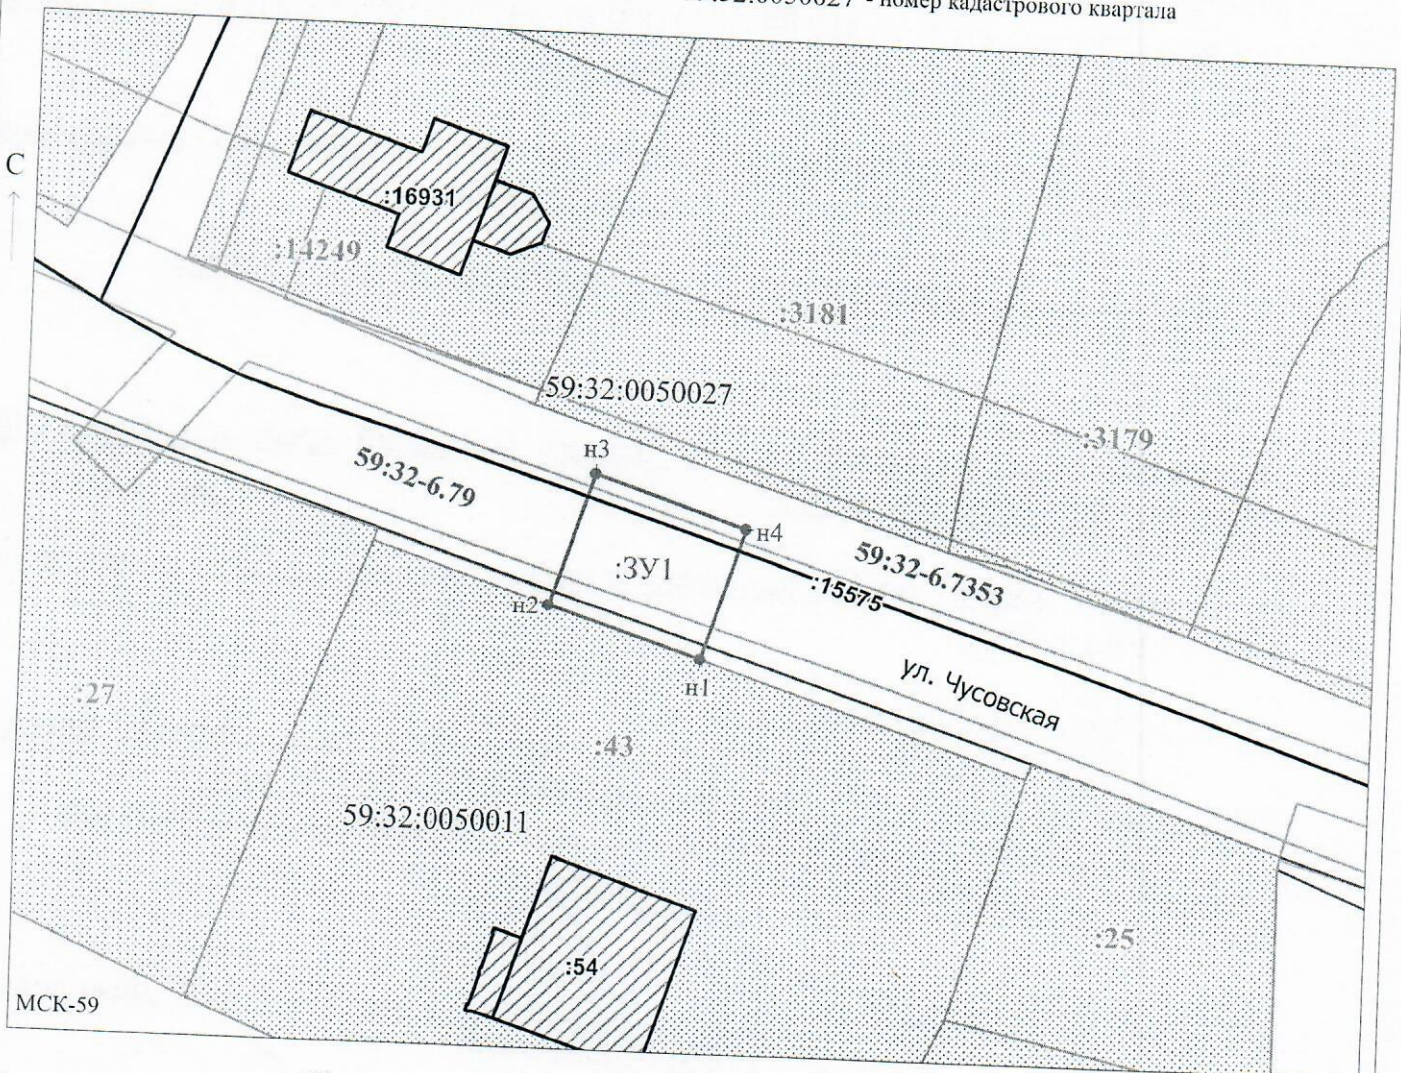 - номер кадастрового квартала
С
:16931
:14249
:3181
59:32:0050027
:3179
н3
59:32-6.79
н4
:ЗУ1
59:32-6.7353
:15575
н2
ул. Чусовская
н1
:27
:43
59:32:0050011
:25
:54
МСК-59